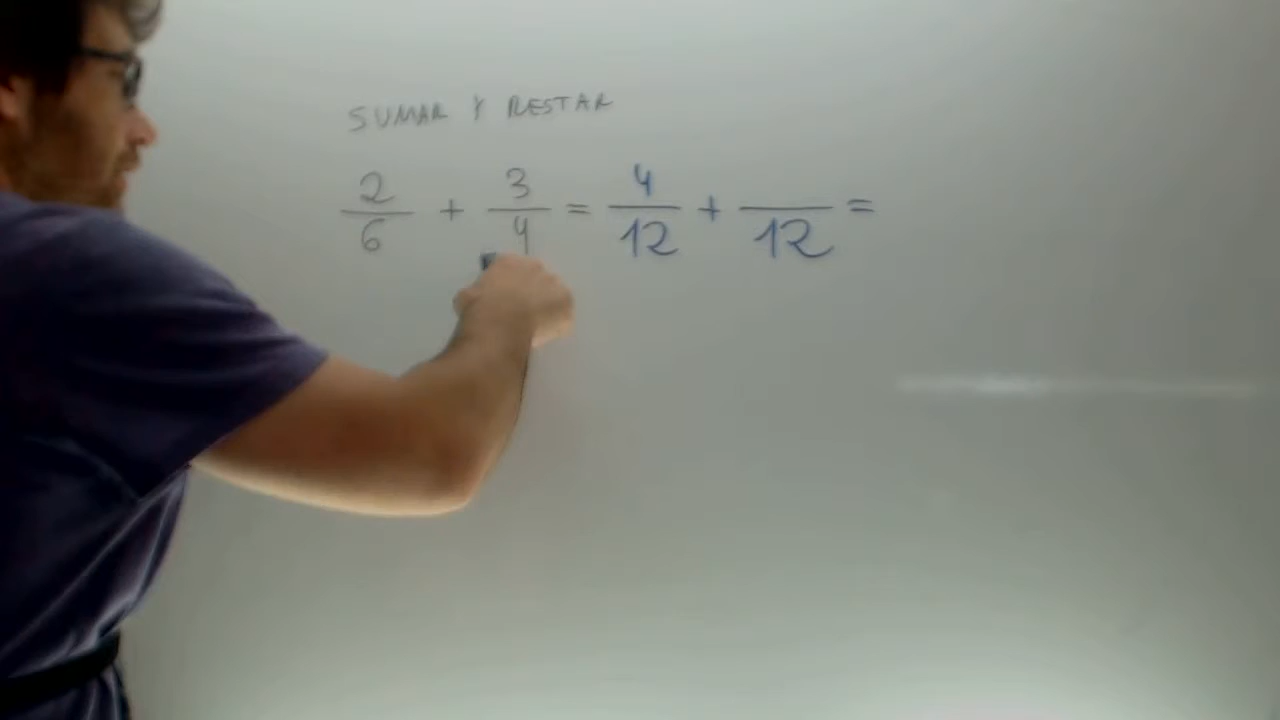 SUMAR Y RESTAR
2/6 + 3/4 = 4/12 + /12 =